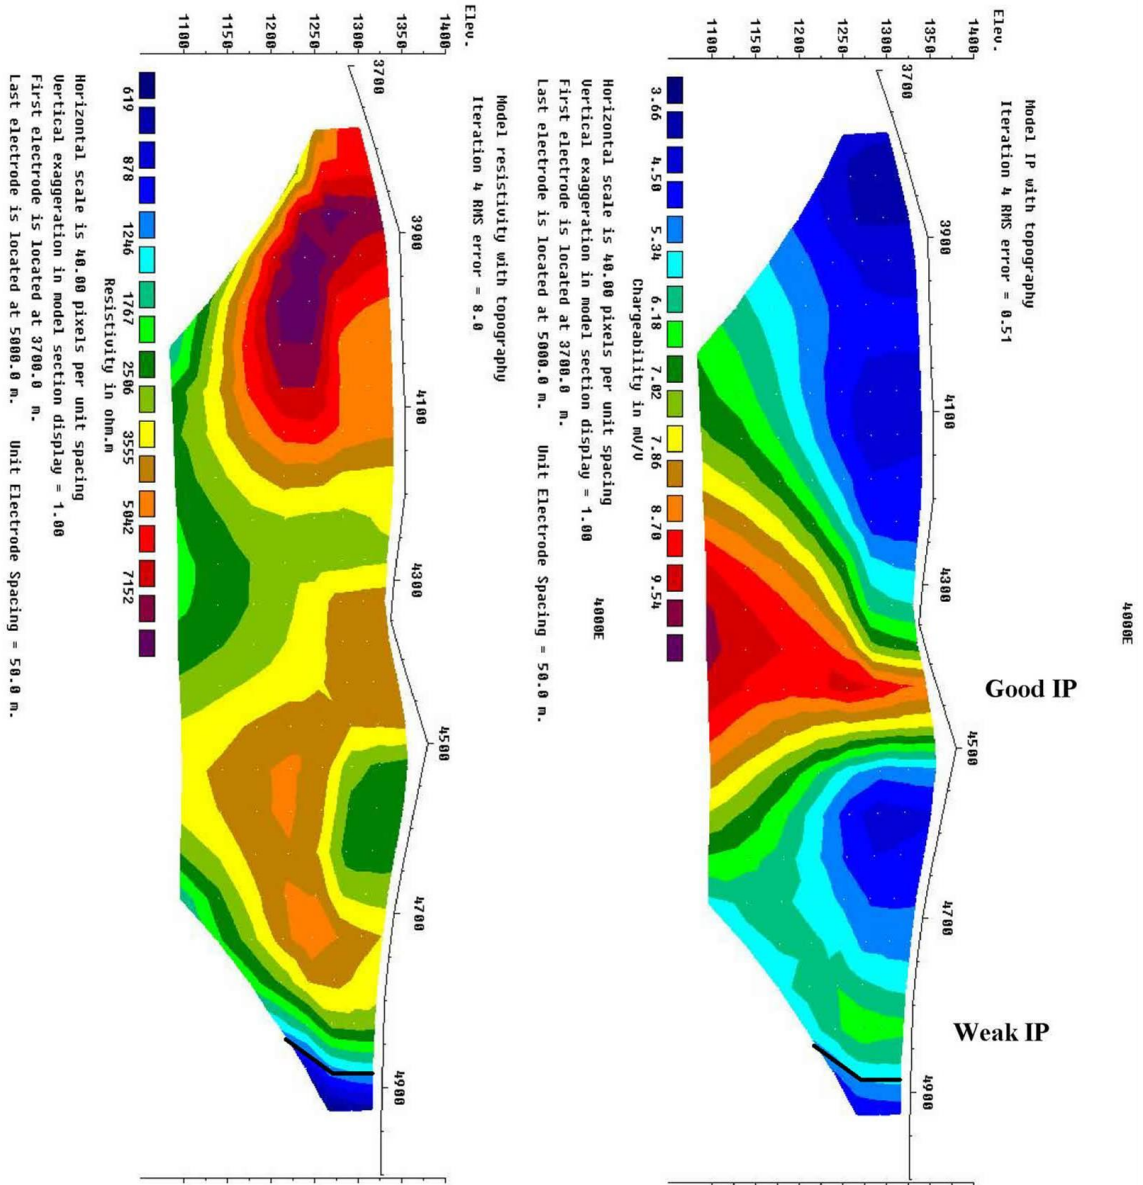 4000E
Model IP with topography
Iteration 4 RMS error = 0.51
Good IP
Weak IP
Elev.
1400
1350
1300
1250
1200
1150
1100
3700 3900 4100 4300 4500 4700 4900
3.66 4.50 5.34 6.18 7.02 7.86 8.70 9.54
Chargeability in mV/V
Horizontal scale is 40.00 pixels per unit spacing
Vertical exaggeration in model section display = 1.00
First electrode is located at 3700.0 m.
Last electrode is located at 5000.0 m. Unit Electrode Spacing = 50.0 m.
4000E
Model resistivity with topography
Iteration 4 RMS error = 8.0
Elev.
1400
1350
1300
1250
1200
1150
1100
3700 3900 4100 4300 4500 4700 4900
619 878 1246 1767 2506 3555 5042 7152
Resistivity in ohm.m
Horizontal scale is 40.00 pixels per unit spacing
Vertical exaggeration in model section display = 1.00
First electrode is located at 3700.0 m.
Last electrode is located at 5000.0 m. Unit Electrode Spacing = 50.0 m.